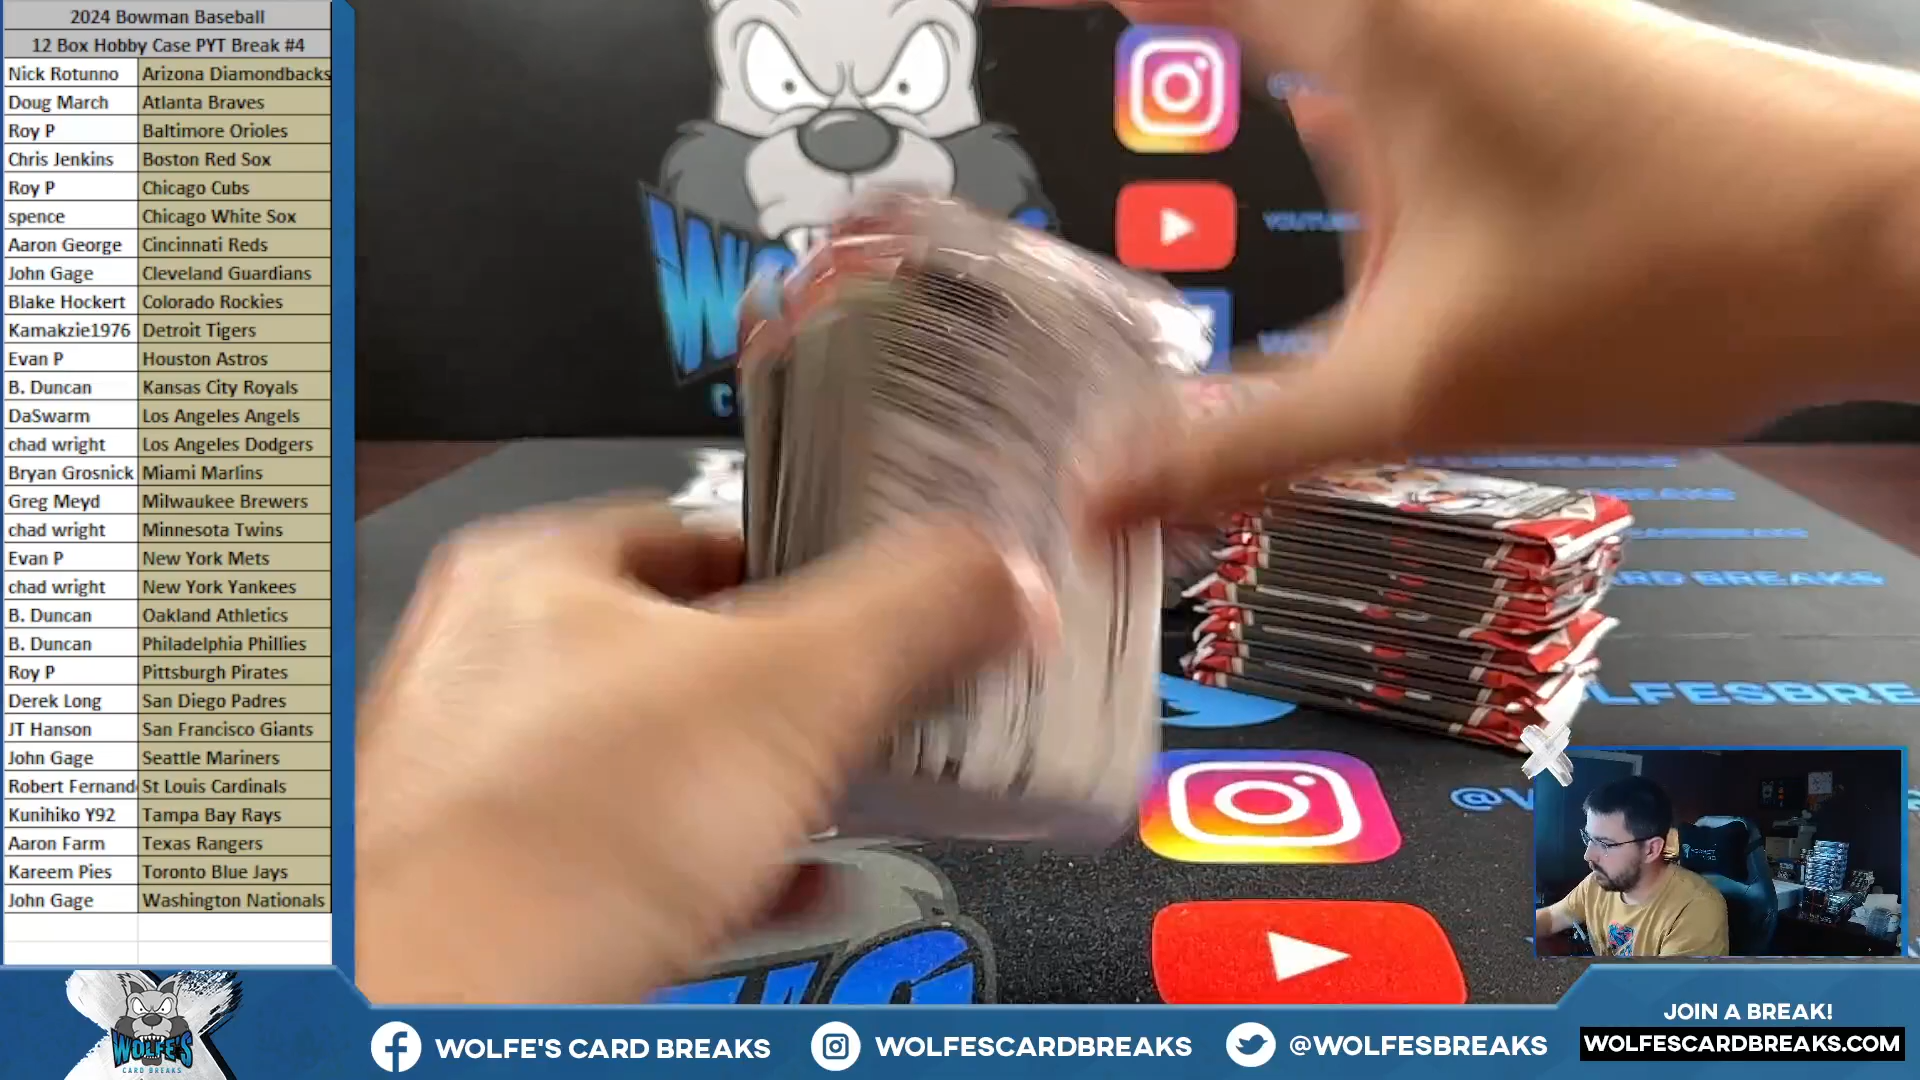 2024 Bowman Baseball
12 Box Hobby Case PYT Break #4
Nick Rotunno Arizona Diamondbacks
Doug March Atlanta Braves
Roy P Baltimore Orioles
Chris Jenkins Boston Red Sox
Roy P Chicago Cubs
spence Chicago White Sox
Aaron George Cincinnati Reds
John Gage Cleveland Guardians
Blake Hockert Colorado Rockies
Kamakzie1976 Detroit Tigers
Evan P Houston Astros
B. Duncan Kansas City Royals
DaSwarm Los Angeles Angels
chad wright Los Angeles Dodgers
Bryan Grosnick Miami Marlins
Greg Meyd Milwaukee Brewers
chad wright Minnesota Twins
Evan P New York Mets
chad wright New York Yankees
B. Duncan Oakland Athletics
B. Duncan Philadelphia Phillies
Roy P Pittsburgh Pirates
Derek Long San Diego Padres
JT Hanson San Francisco Giants
John Gage Seattle Mariners
Robert Fernand St Louis Cardinals
Kunihiko Y92 Tampa Bay Rays
Aaron Farm Texas Rangers
Kareem Pies Toronto Blue Jays
John Gage Washington Nationals
WOLFE'S
CARD BREAKS
WOLFE'S CARD BREAKS
WOLFESCARDBREAKS
@WOLFESBREAKS
JOIN A BREAK!
WOLFESCARDBREAKS.COM